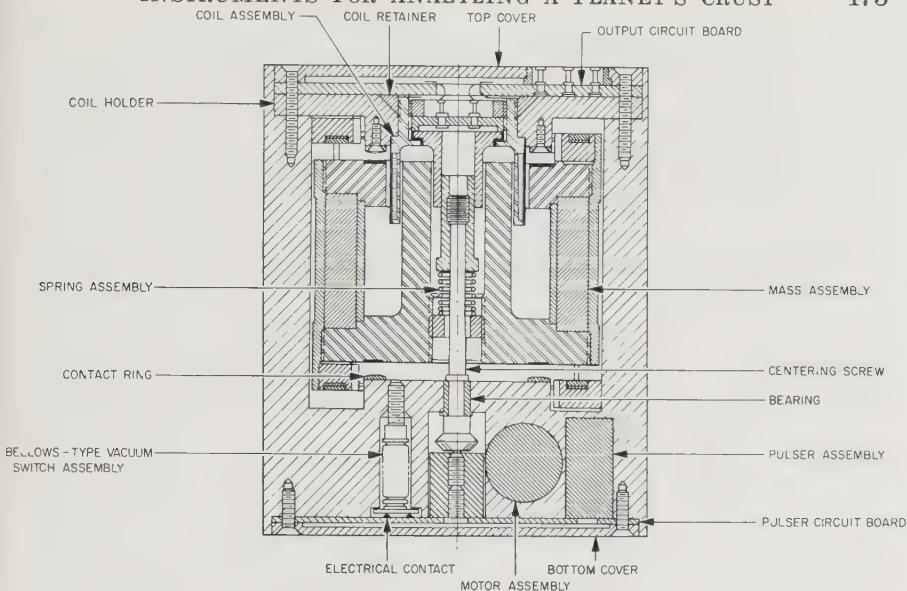 INSTRUMENTS FOR ANALYZING A PLANET'S CRUST 475
COIL ASSEMBLY COIL RETAINER TOP COVER
OUTPUT CIRCUIT BOARD
COIL HOLDER
SPRING ASSEMBLY
MASS ASSEMBLY
CONTACT RING
CENTERING SCREW
BEARING
BELLOWS-TYPE VACUUM
SWITCH ASSEMBLY
PULSER ASSEMBLY
PULSER CIRCUIT BOARD
ELECTRICAL CONTACT
BOTTOM COVER
MOTOR ASSEMBLY